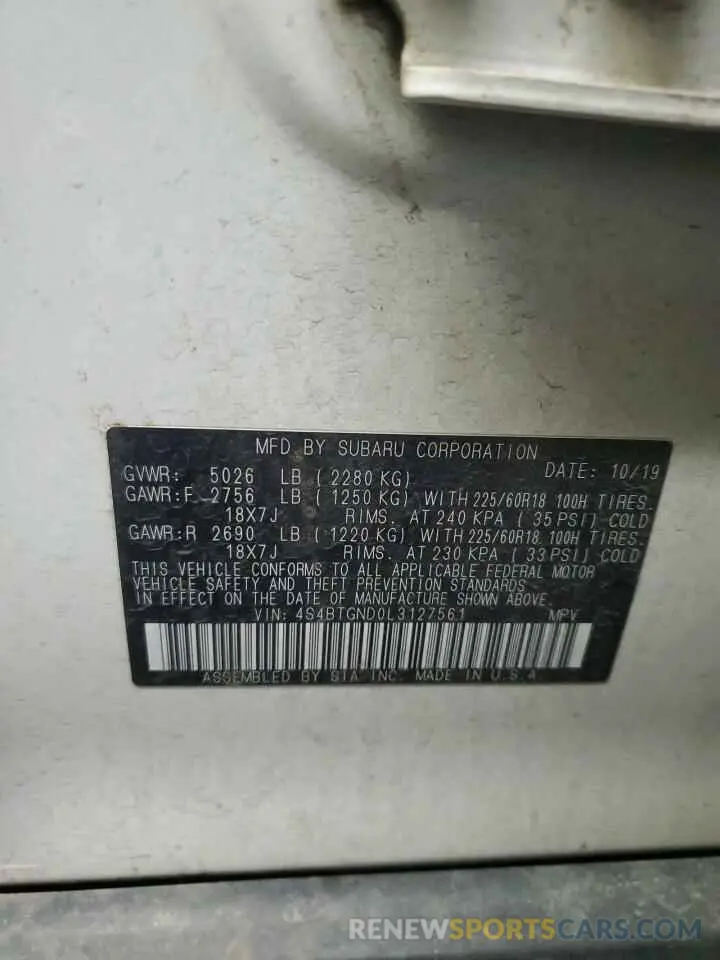 MFD BY SUBARU CORPORATION
GVWR: 5026 LB (2280 KG) DATE: 10/19
GAWR:F 2756 LB (1250 KG) WITH 225/60R18 100H TIRES.
18X7J RIMS. AT 240 KPA (35 PSI) COLD
GAWR:R 2690 LB (1220 KG) WITH 225/60R18 100H TIRES.
18X7J RIMS. AT 230 KPA (33 PSI) COLD
THIS VEHICLE CONFORMS TO ALL APPLICABLE FEDERAL MOTOR
VEHICLE SAFETY AND THEFT PREVENTION STANDARDS
IN EFFECT ON THE DATE OF MANUFACTURE SHOWN ABOVE.
VIN: 4S4BTGND0L3127561 MPV
ASSEMBLED BY SIA INC. MADE IN U.S.A
RENEWSPORTSCARS.COM